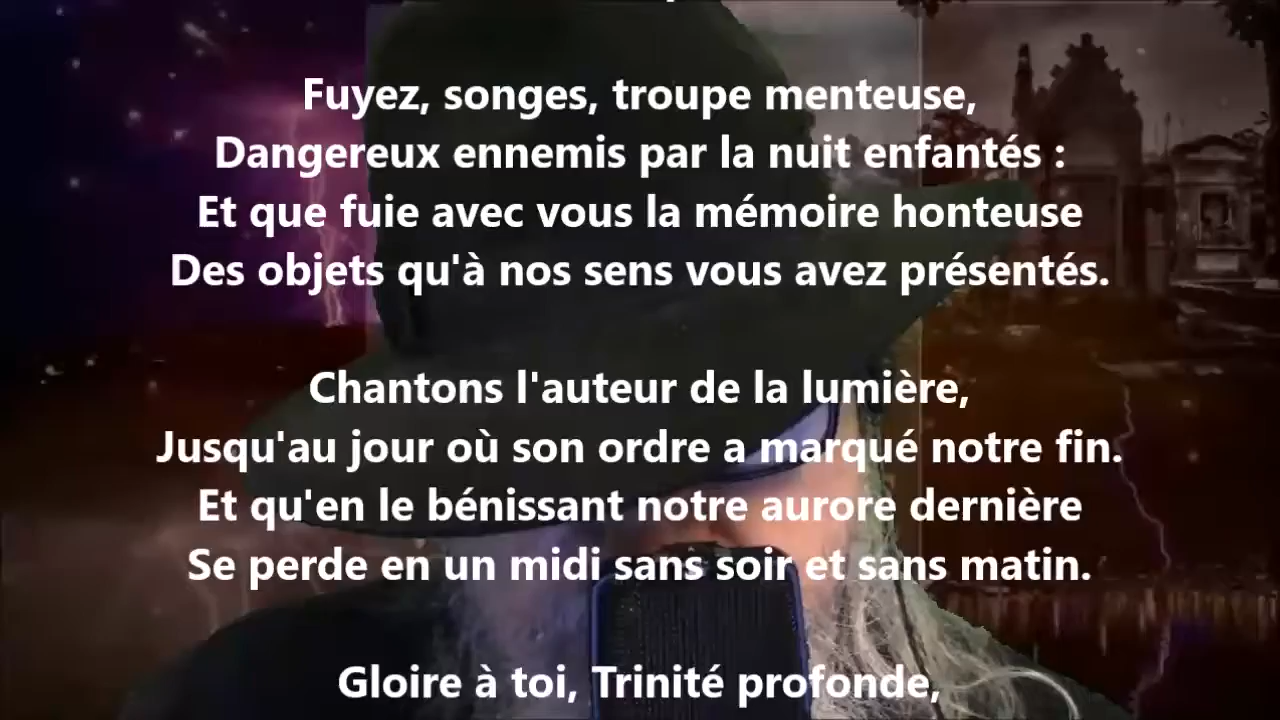 Fuyez, songes, troupe menteuse,
Dangereux ennemis par la nuit enfantés :
Et que fuie avec vous la mémoire honteuse
Des objets qu'à nos sens vous avez présentés.
Chantons l'auteur de la lumière,
Jusqu'au jour où son ordre a marqué notre fin.
Et qu'en le bénissant notre aurore dernière
Se perde en un midi sans soir et sans matin.
Gloire à toi, Trinité profonde,